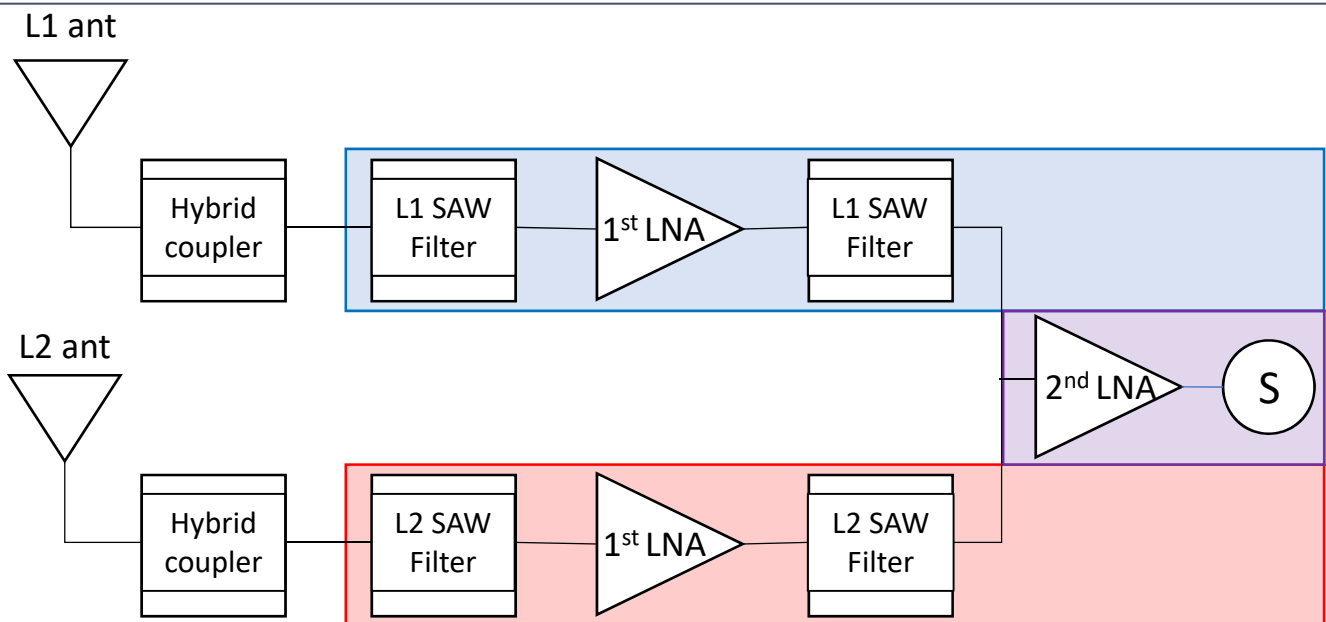 L1 ant
Hybrid
coupler
L1 SAW
Filter
1st LNA
L1 SAW
Filter
L2 ant
2nd LNA
S
Hybrid
coupler
L2 SAW
Filter
1st LNA
L2 SAW
Filter